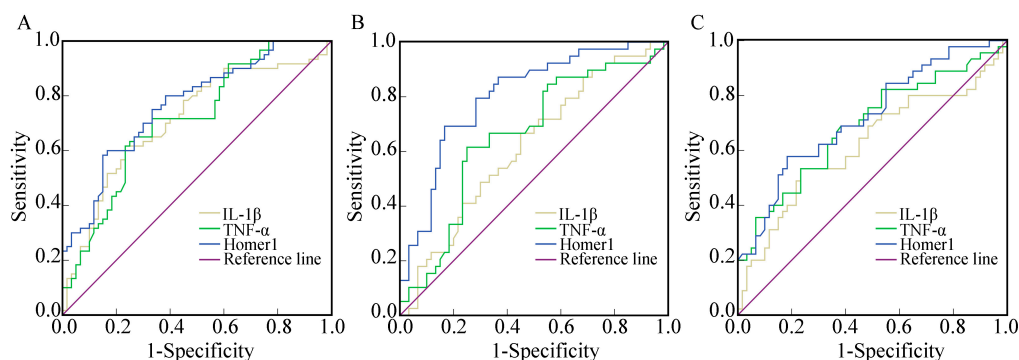 A
1.0
0.8
0.6
0.4
0.2
0.0
Sensitivity
IL-1β
TNF-α
Homer1
Reference line
0.0 0.2 0.4 0.6 0.8 1.0
1-Specificity
B
1.0
0.8
0.6
0.4
0.2
0.0
Sensitivity
IL-1β
TNF-α
Homer1
Reference line
0.0 0.2 0.4 0.6 0.8 1.0
1-Specificity
C
1.0
0.8
0.6
0.4
0.2
0.0
Sensitivity
IL-1β
TNF-α
Homer1
Reference line
0.0 0.2 0.4 0.6 0.8 1.0
1-Specificity